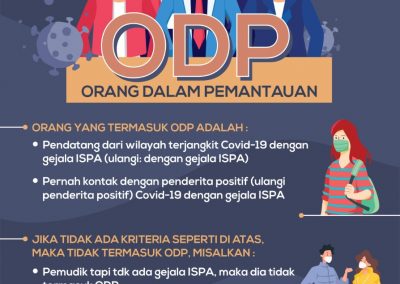 ODP
ORANG DALAM PEMANTAUAN
ORANG YANG TERMASUK ODP ADALAH :
Pendatang dari wilayah terjangkit Covid-19 dengan
gejala ISPA (ulangi: dengan gejala ISPA)
Pernah kontak dengan penderita positif (ulangi
penderita positif) Covid-19 dengan gejala ISPA
JIKA TIDAK ADA KRITERIA SEPERTI DI ATAS,
MAKA TIDAK TERMASUK ODP, MISALKAN :
Pemudik tapi tdk ada gejala ISPA, maka dia tidak
termasuk ODP